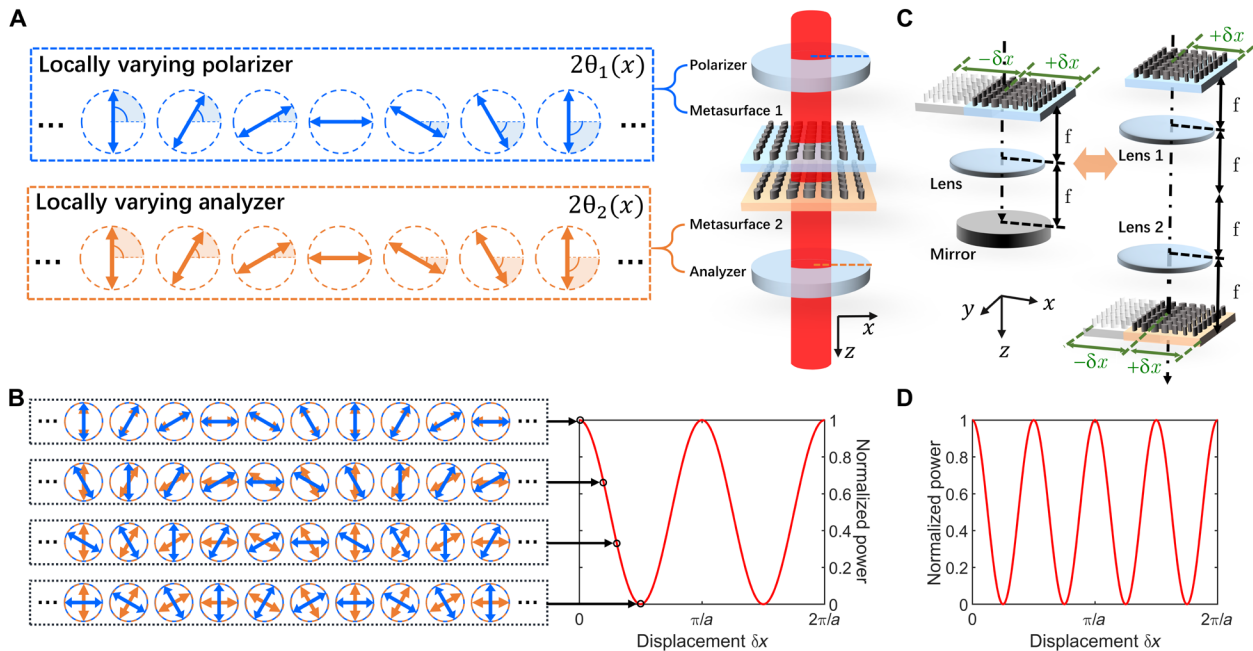 A
Locally varying polarizer
2θ₁(x)
...
...
Locally varying analyzer
2θ₂(x)
...
...
Polarizer
Metasurface 1
Metasurface 2
Analyzer
x
z
C
−δx
+δx
+δx
f
f
f
f
f
f
Lens
Mirror
Lens 1
Lens 2
y
x
z
−δx
+δx
B
...
...
...
...
...
...
...
...
1
0.8
0.6
0.4
0.2
0
Normalized power
0
π/a
2π/a
Displacement δx
D
Normalized power
1
0.8
0.6
0.4
0.2
0
0
π/a
2π/a
Displacement δx